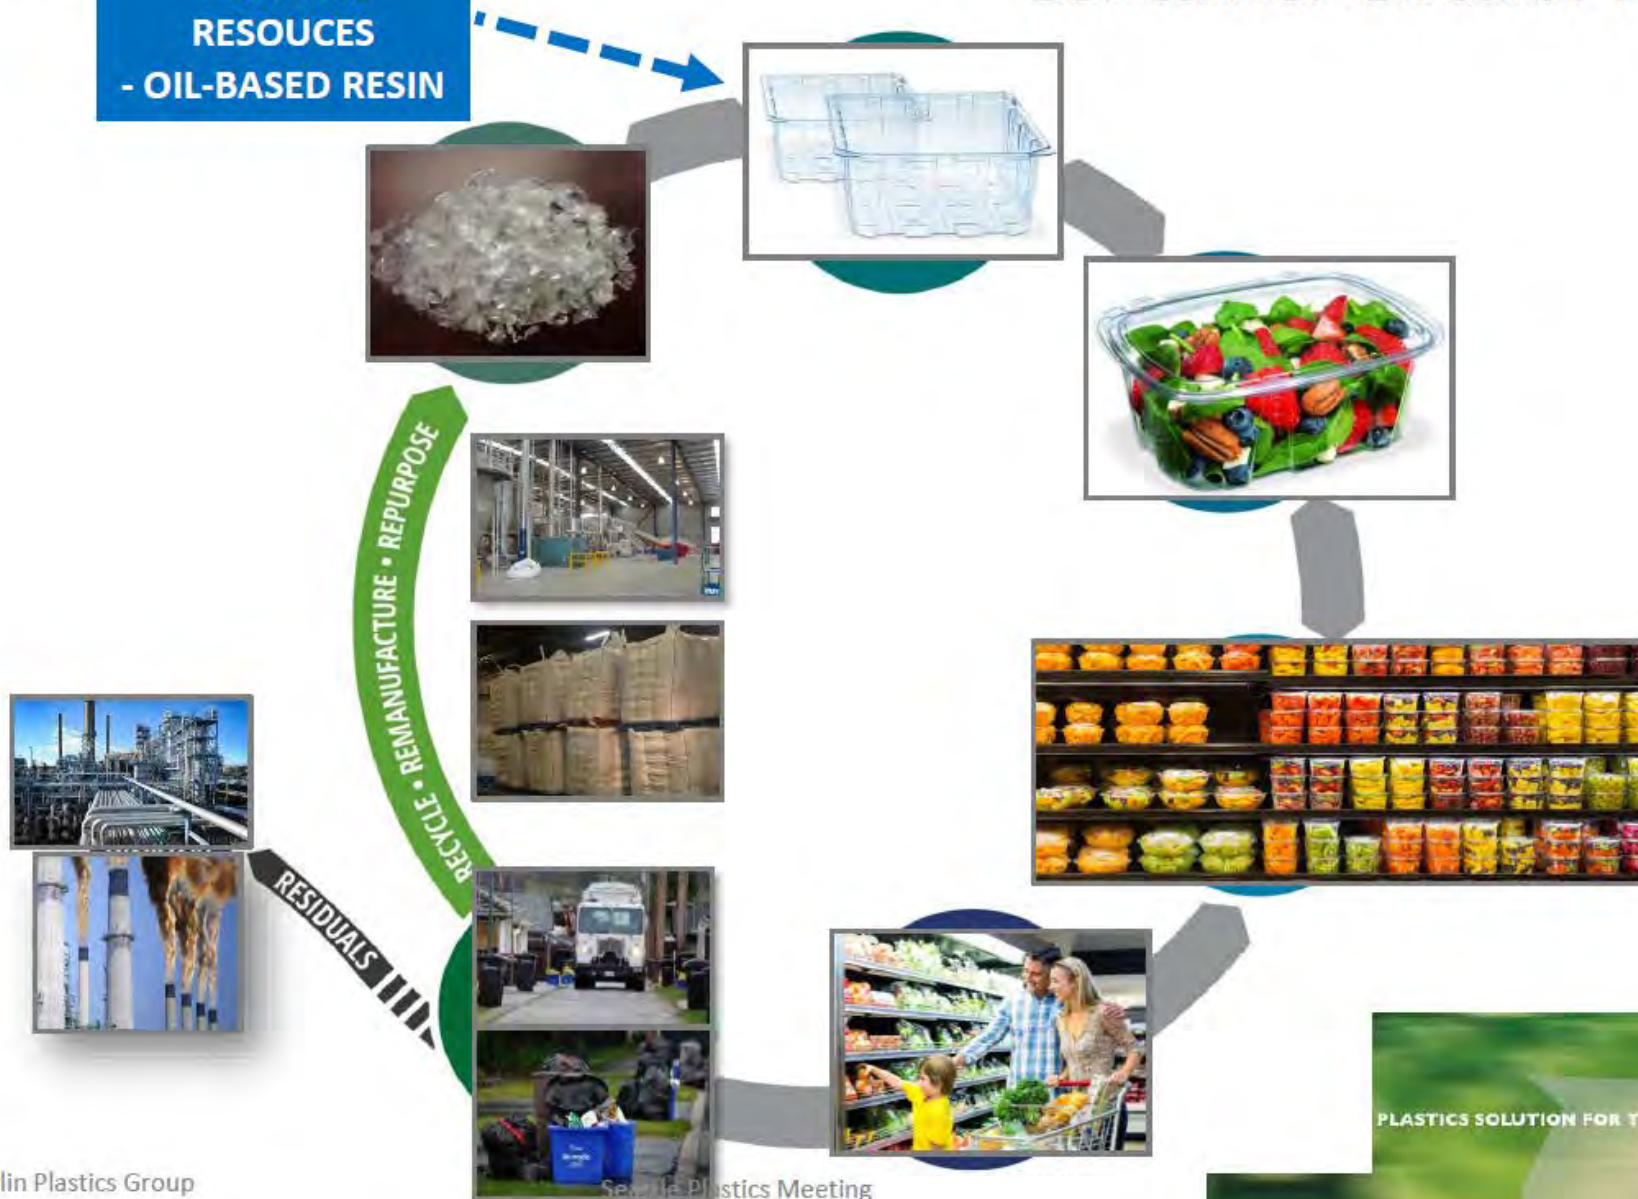 RESOUCES
- OIL-BASED RESIN
RECYCLE • REMANUFACTURE • REPURPOSE
RESIDUALS
PLASTICS SOLUTION FOR T
lin Plastics Group
Plastics Meeting